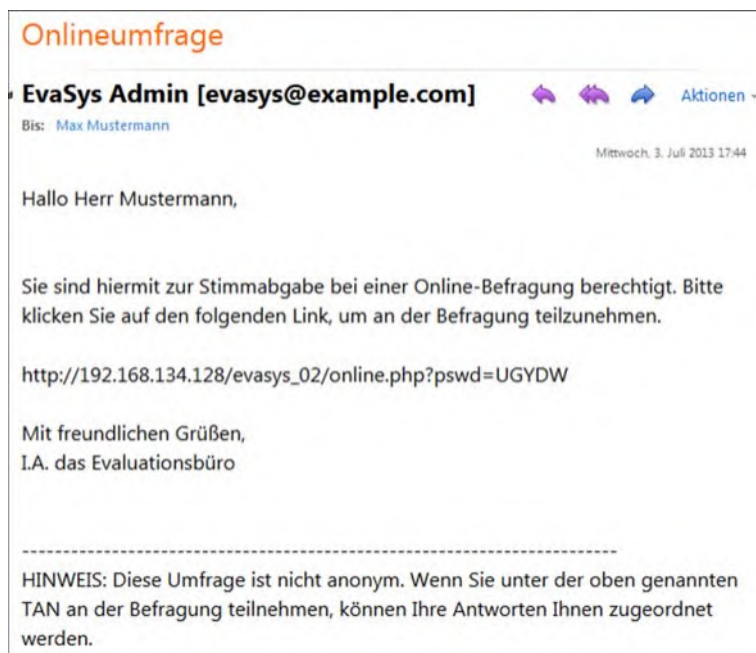 Onlineumfrage
EvaSys Admin [evasys@example.com]
Aktionen
Bis: Max Mustermann
Mittwoch, 3. Juli 2013 17:44
Hallo Herr Mustermann,
Sie sind hiermit zur Stimmabgabe bei einer Online-Befragung berechtigt. Bitte
klicken Sie auf den folgenden Link, um an der Befragung teilzunehmen.
http://192.168.134.128/evasys_02/online.php?pswd=UGYDW
Mit freundlichen Grüßen,
I.A. das Evaluationsbüro
-------------------------------------------------------------------------
HINWEIS: Diese Umfrage ist nicht anonym. Wenn Sie unter der oben genannten
TAN an der Befragung teilnehmen, können Ihre Antworten Ihnen zugeordnet
werden.